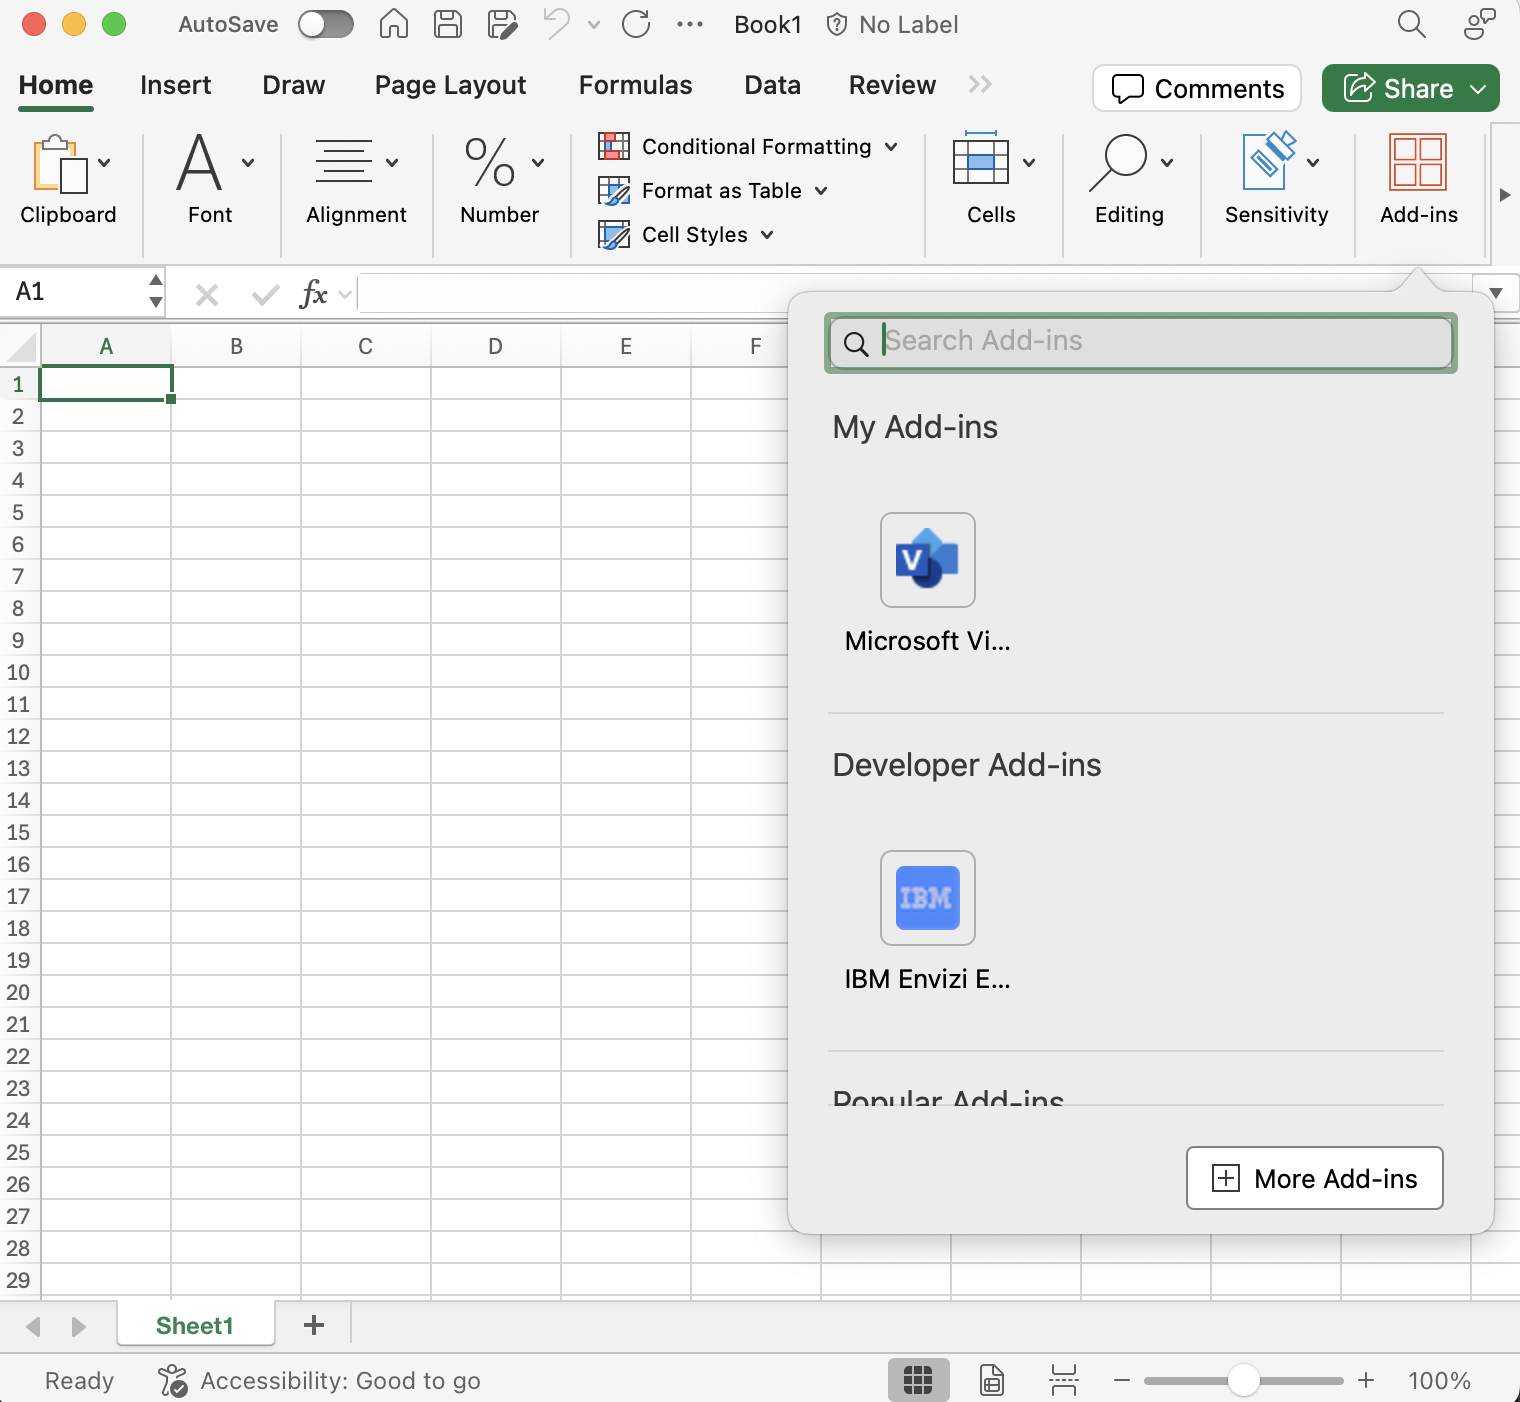 AutoSave Book1 No Label
Home Insert Draw Page Layout Formulas Data Review Comments Share
Clipboard Font Alignment Number Conditional Formatting Format as Table Cell Styles Cells Editing Sensitivity Add-ins
A1 fx
Search Add-ins
A B C D E F
1
2
3
4
5
6
7
8
9
10
11
12
13
14
15
16
17
18
19
20
21
22
23
24
25
26
27
28
29
My Add-ins
V
Microsoft Vi...
Developer Add-ins
IBM
IBM Envizi E...
Popular Add-ins
More Add-ins
Sheet1
Ready Accessibility: Good to go 100%